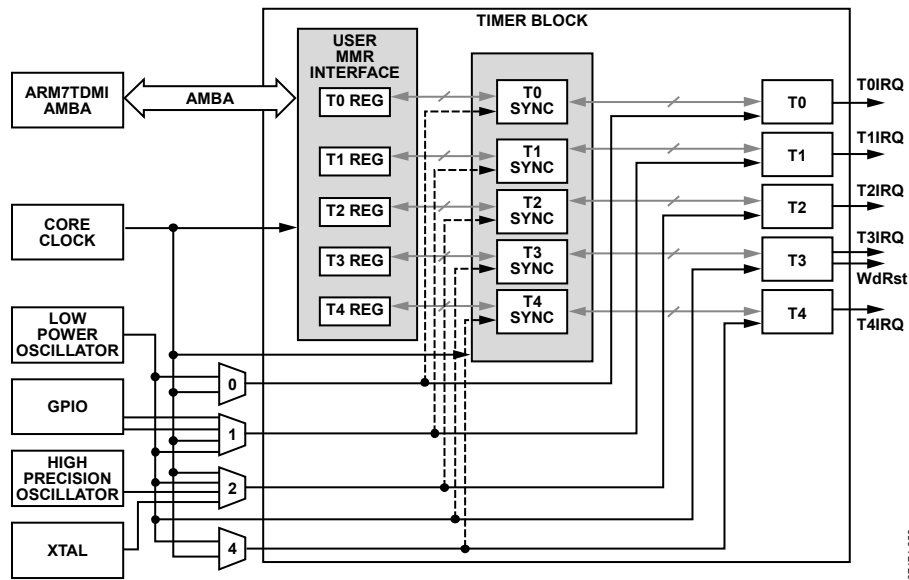 TIMER BLOCK
USER
MMR
INTERFACE
ARM7TDMI
AMBA
AMBA
T0 REG
T0
SYNC
T0
T0IRQ
T1 REG
T1
SYNC
T1
T1IRQ
CORE
CLOCK
T2 REG
T2
SYNC
T2
T2IRQ
T3 REG
T3
SYNC
T3
T3IRQ
WdRst
LOW
POWER
OSCILLATOR
T4 REG
T4
SYNC
T4
T4IRQ
0
GPIO
1
HIGH
PRECISION
OSCILLATOR
2
XTAL
4